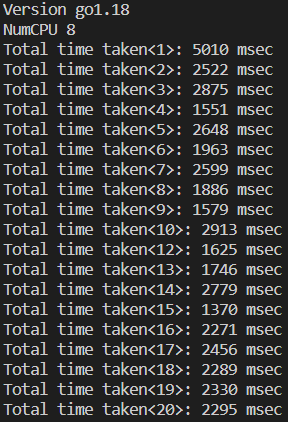 Version go1.18
NumCPU 8
Total time taken<1>: 5010 msec
Total time taken<2>: 2522 msec
Total time taken<3>: 2875 msec
Total time taken<4>: 1551 msec
Total time taken<5>: 2648 msec
Total time taken<6>: 1963 msec
Total time taken<7>: 2599 msec
Total time taken<8>: 1886 msec
Total time taken<9>: 1579 msec
Total time taken<10>: 2913 msec
Total time taken<12>: 1625 msec
Total time taken<13>: 1746 msec
Total time taken<14>: 2779 msec
Total time taken<15>: 1370 msec
Total time taken<16>: 2271 msec
Total time taken<17>: 2456 msec
Total time taken<18>: 2289 msec
Total time taken<19>: 2330 msec
Total time taken<20>: 2295 msec